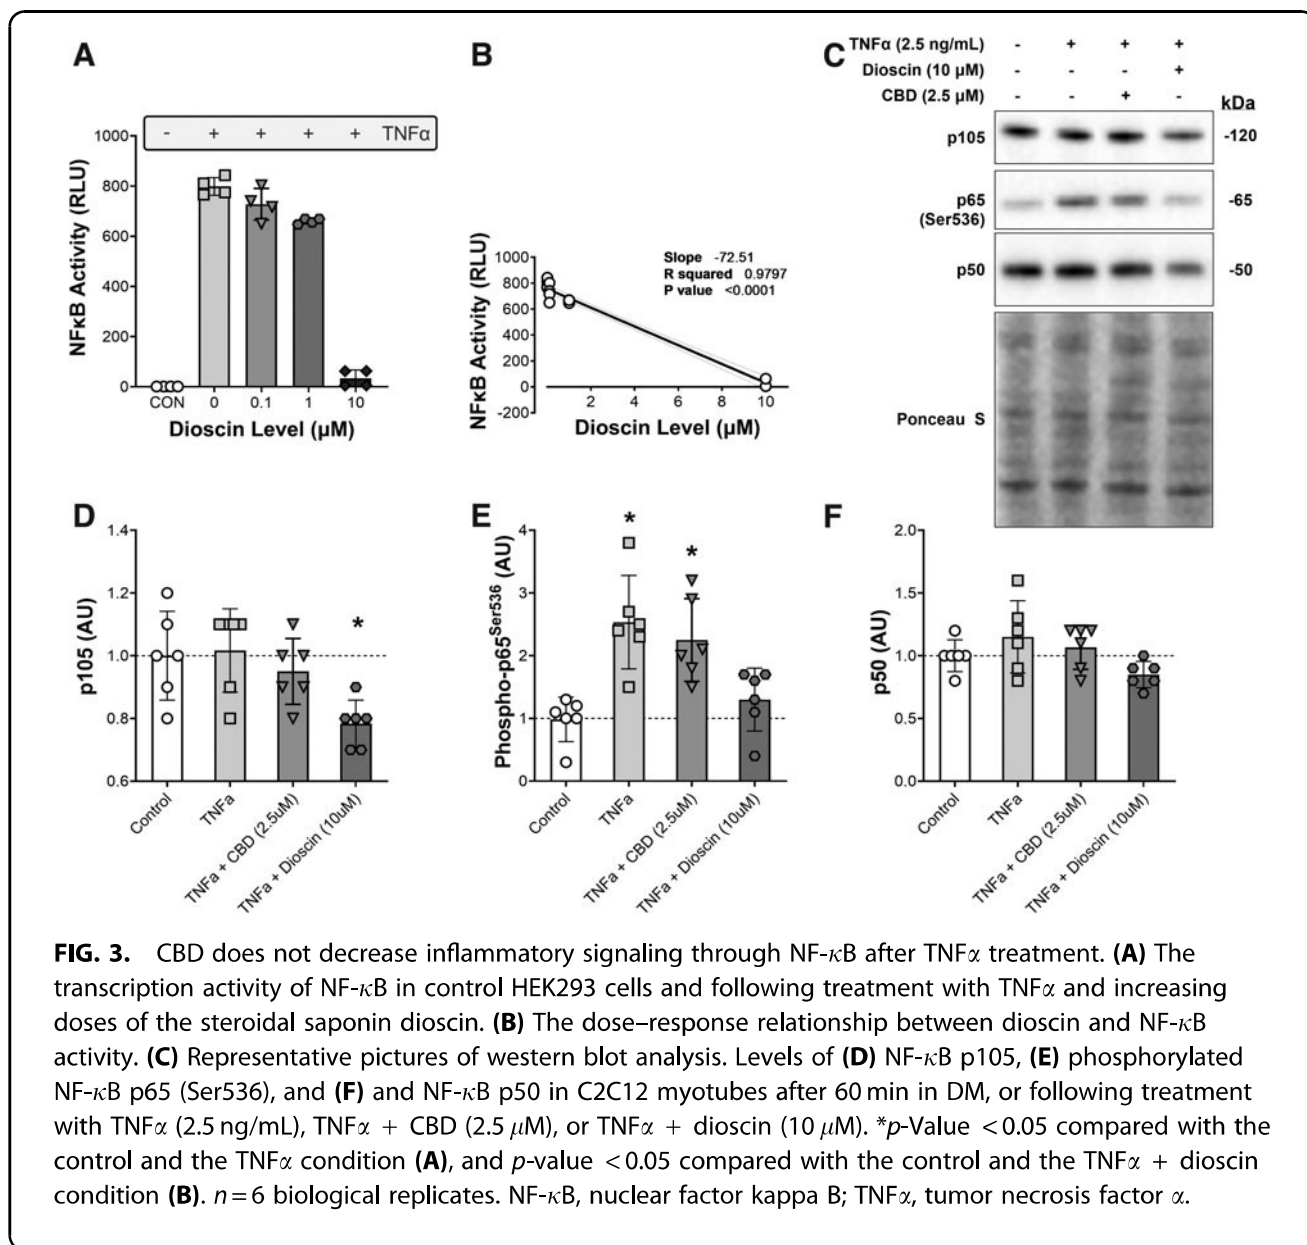 A
- + + + + TNFα
NFκB Activity (RLU)
1000
800
600
400
200
0
CON 0 0.1 1 10
Dioscin Level (µM)
B
NFκB Activity (RLU)
1000
800
600
400
200
0
-200
Slope -72.51
R squared 0.9797
P value <0.0001
2 4 6 8 10
Dioscin Level (µM)
C
TNFα (2.5 ng/mL) - + + +
Dioscin (10 µM) - - - +
CBD (2.5 µM) - - + -
kDa
p105 -120
p65 -65
(Ser536)
p50 -50
Ponceau S
D
p105 (AU)
1.4
1.2
1.0
0.8
0.6
*
Control
TNFa
TNFa + CBD (2.5uM)
TNFa + Dioscin (10uM)
E
Phospho-p65Ser536 (AU)
4
3
2
1
0
* *
Control
TNFa
TNFa + CBD (2.5uM)
TNFa + Dioscin (10uM)
F
p50 (AU)
2.0
1.5
1.0
0.5
0.0
Control
TNFa
TNFa + CBD (2.5uM)
TNFa + Dioscin (10uM)
FIG. 3. CBD does not decrease inflammatory signaling through NF-κB after TNFα treatment. (A) The
transcription activity of NF-κB in control HEK293 cells and following treatment with TNFα and increasing
doses of the steroidal saponin dioscin. (B) The dose–response relationship between dioscin and NF-κB
activity. (C) Representative pictures of western blot analysis. Levels of (D) NF-κB p105, (E) phosphorylated
NF-κB p65 (Ser536), and (F) and NF-κB p50 in C2C12 myotubes after 60 min in DM, or following treatment
with TNFα (2.5 ng/mL), TNFα + CBD (2.5 μM), or TNFα + dioscin (10 μM). *p-Value <0.05 compared with the
control and the TNFα condition (A), and p-value <0.05 compared with the control and the TNFα + dioscin
condition (B). n = 6 biological replicates. NF-κB, nuclear factor kappa B; TNFα, tumor necrosis factor α.